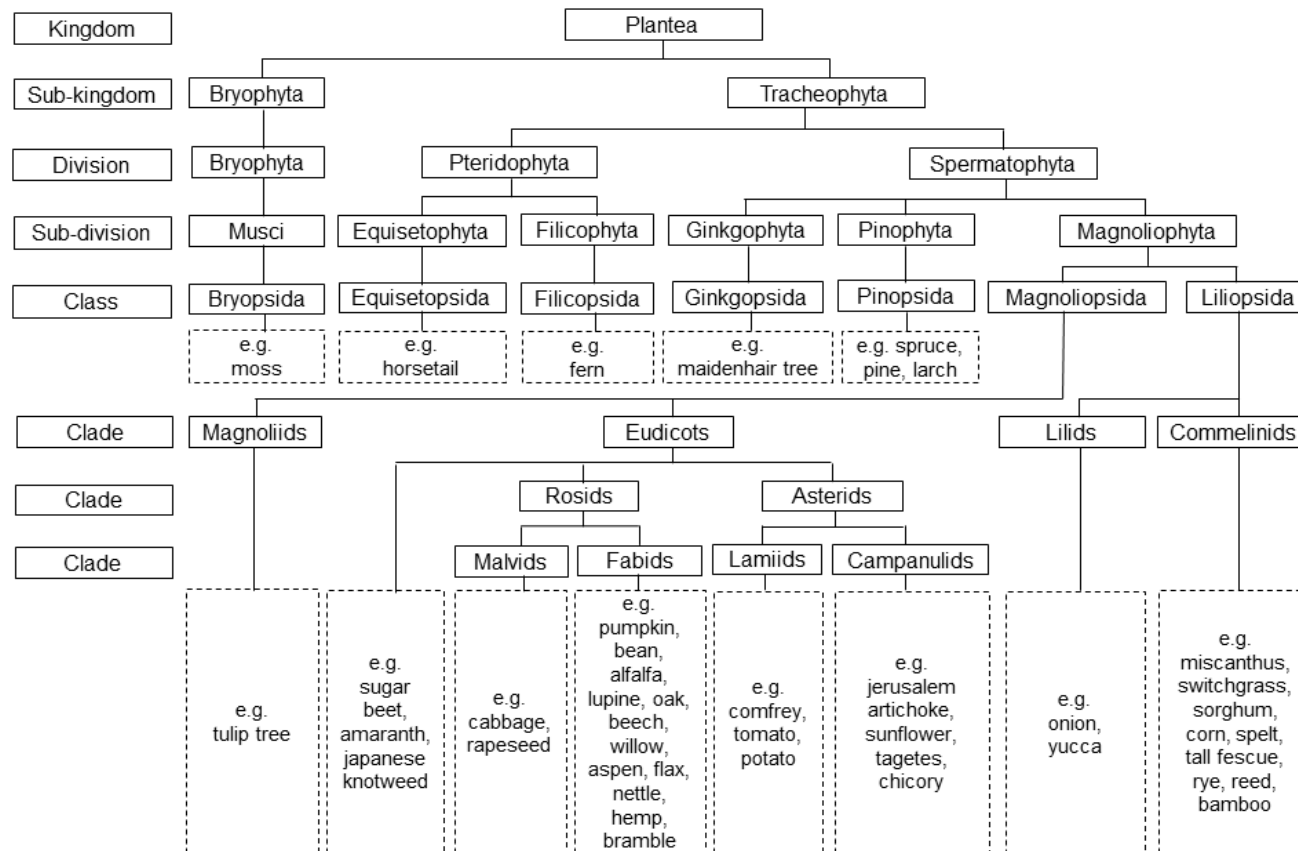 Kingdom
Plantea
Sub-kingdom
Bryophyta
Tracheophyta
Division
Bryophyta
Pteridophyta
Spermatophyta
Sub-division
Musci
Equisetophyta
Filicophyta
Ginkgophyta
Pinophyta
Magnoliophyta
Class
Bryopsida
Equisetopsida
Filicopsida
Ginkgopsida
Pinopsida
Magnoliopsida
Liliopsida
e.g.
moss
e.g.
horsetail
e.g.
fern
e.g.
maidenhair tree
e.g. spruce,
pine, larch
Clade
Magnoliids
Eudicots
Lilids
Commelinids
Clade
Rosids
Asterids
Clade
Malvids
Fabids
Lamiids
Campanulids
e.g.
tulip tree
e.g.
sugar
beet,
amaranth,
japanese
knotweed
e.g.
cabbage,
rapeseed
e.g.
pumpkin,
bean,
alfalfa,
lupine, oak,
beech,
willow,
aspen, flax,
nettle,
hemp,
bramble
e.g.
comfrey,
tomato,
potato
e.g.
jerusalem
artichoke,
sunflower,
tagetes,
chicory
e.g.
onion,
yucca
e.g.
miscanthus,
switchgrass,
sorghum,
corn, spelt,
tall fescue,
rye, reed,
bamboo